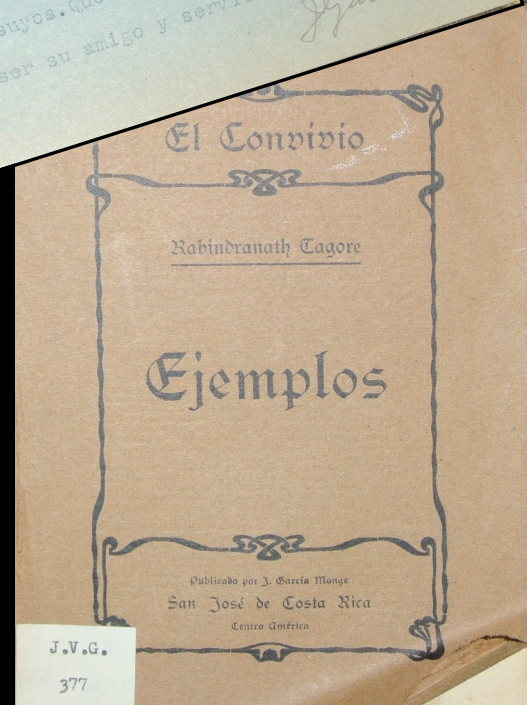 suyos.Que
ser su amigo y servi
El Convivio
Rabindranath Tagore
Ejemplos
Publicado por J. García Monge
San José de Costa Rica
Centro América
J.V.G.
377